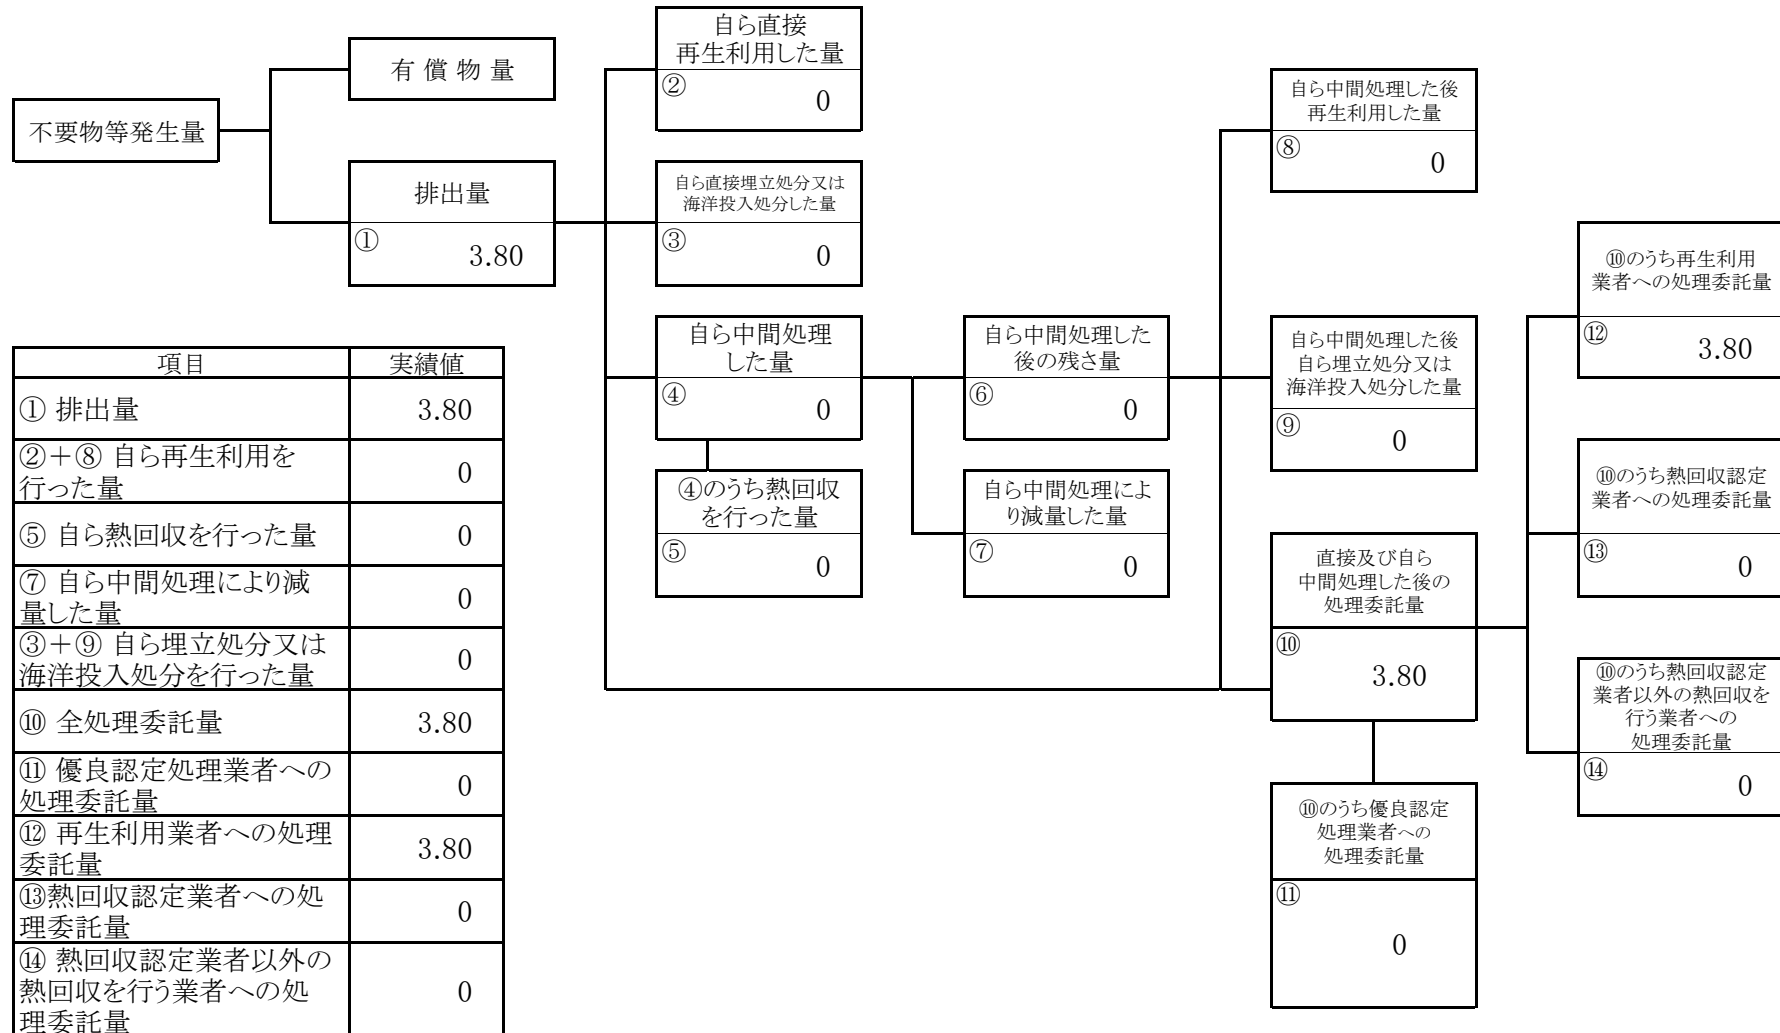 不要物等発生量
有償物量
排出量
①
3.80
自ら直接
再生利用した量
②
0
自ら直接埋立処分又は
海洋投入処分した量
③
0
自ら中間処理
した量
④
0
④のうち熱回収
を行った量
⑤
0
自ら中間処理した
後の残さ量
⑥
0
自ら中間処理によ
り減量した量
⑦
0
自ら中間処理した後
再生利用した量
⑧
0
自ら中間処理した後
自ら埋立処分又は
海洋投入処分した量
⑨
0
直接及び自ら
中間処理した後の
処理委託量
⑩
3.80
⑩のうち優良認定
処理業者への
処理委託量
⑪
0
⑩のうち再生利用
業者への処理委託量
⑫
3.80
⑩のうち熱回収認定
業者への処理委託量
⑬
0
⑩のうち熱回収認定
業者以外の熱回収を
行う業者への
処理委託量
⑭
0
項目 実績値
① 排出量 3.80
②＋⑧ 自ら再生利用を
行った量 0
⑤ 自ら熱回収を行った量 0
⑦ 自ら中間処理により減
量した量 0
③＋⑨ 自ら埋立処分又は
海洋投入処分を行った量 0
⑩ 全処理委託量 3.80
⑪ 優良認定処理業者への
処理委託量 0
⑫ 再生利用業者への処理
委託量 3.80
⑬熱回収認定業者への処
理委託量 0
⑭ 熱回収認定業者以外の
熱回収を行う業者への処
理委託量 0